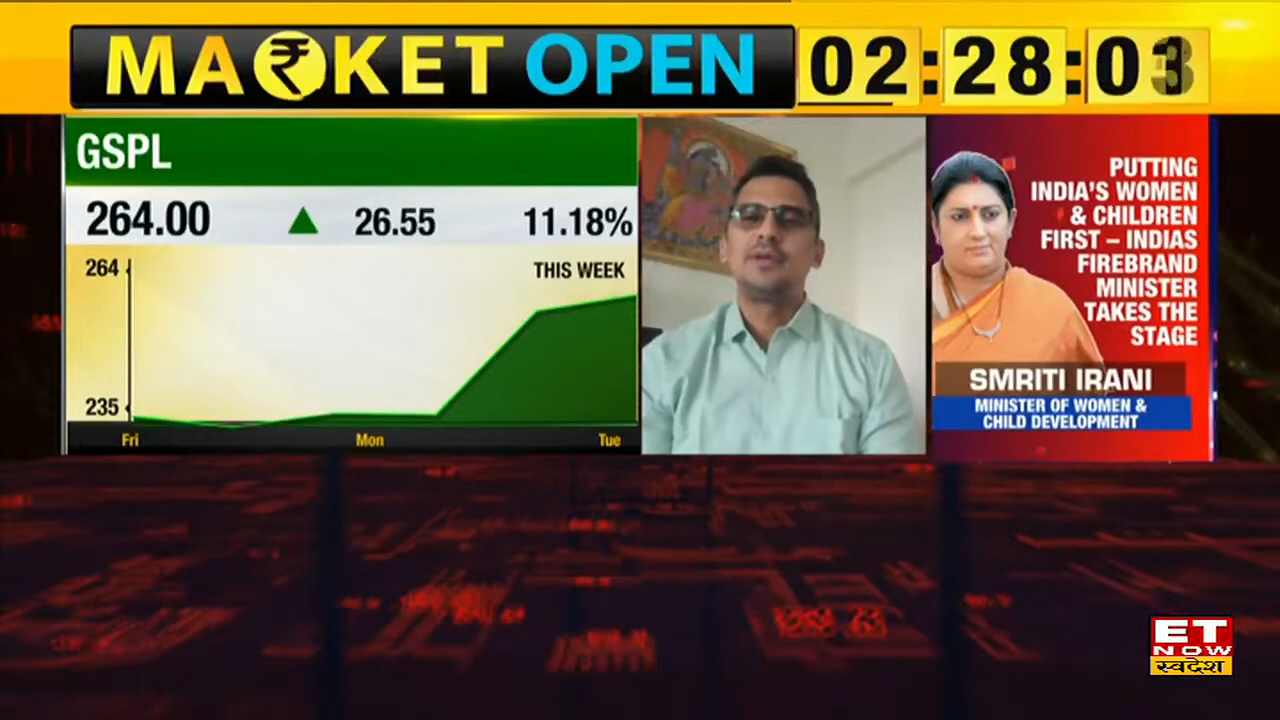 MA₹KET OPEN 02:28:03
GSPL
264.00 ▲ 26.55 11.18%
THIS WEEK
264
235
Fri Mon Tue
PUTTING
INDIA'S WOMEN
& CHILDREN
FIRST – INDIAS
FIREBRAND
MINISTER
TAKES THE
STAGE
SMRITI IRANI
MINISTER OF WOMEN &
CHILD DEVELOPMENT
ET
NOW
स्वदेश